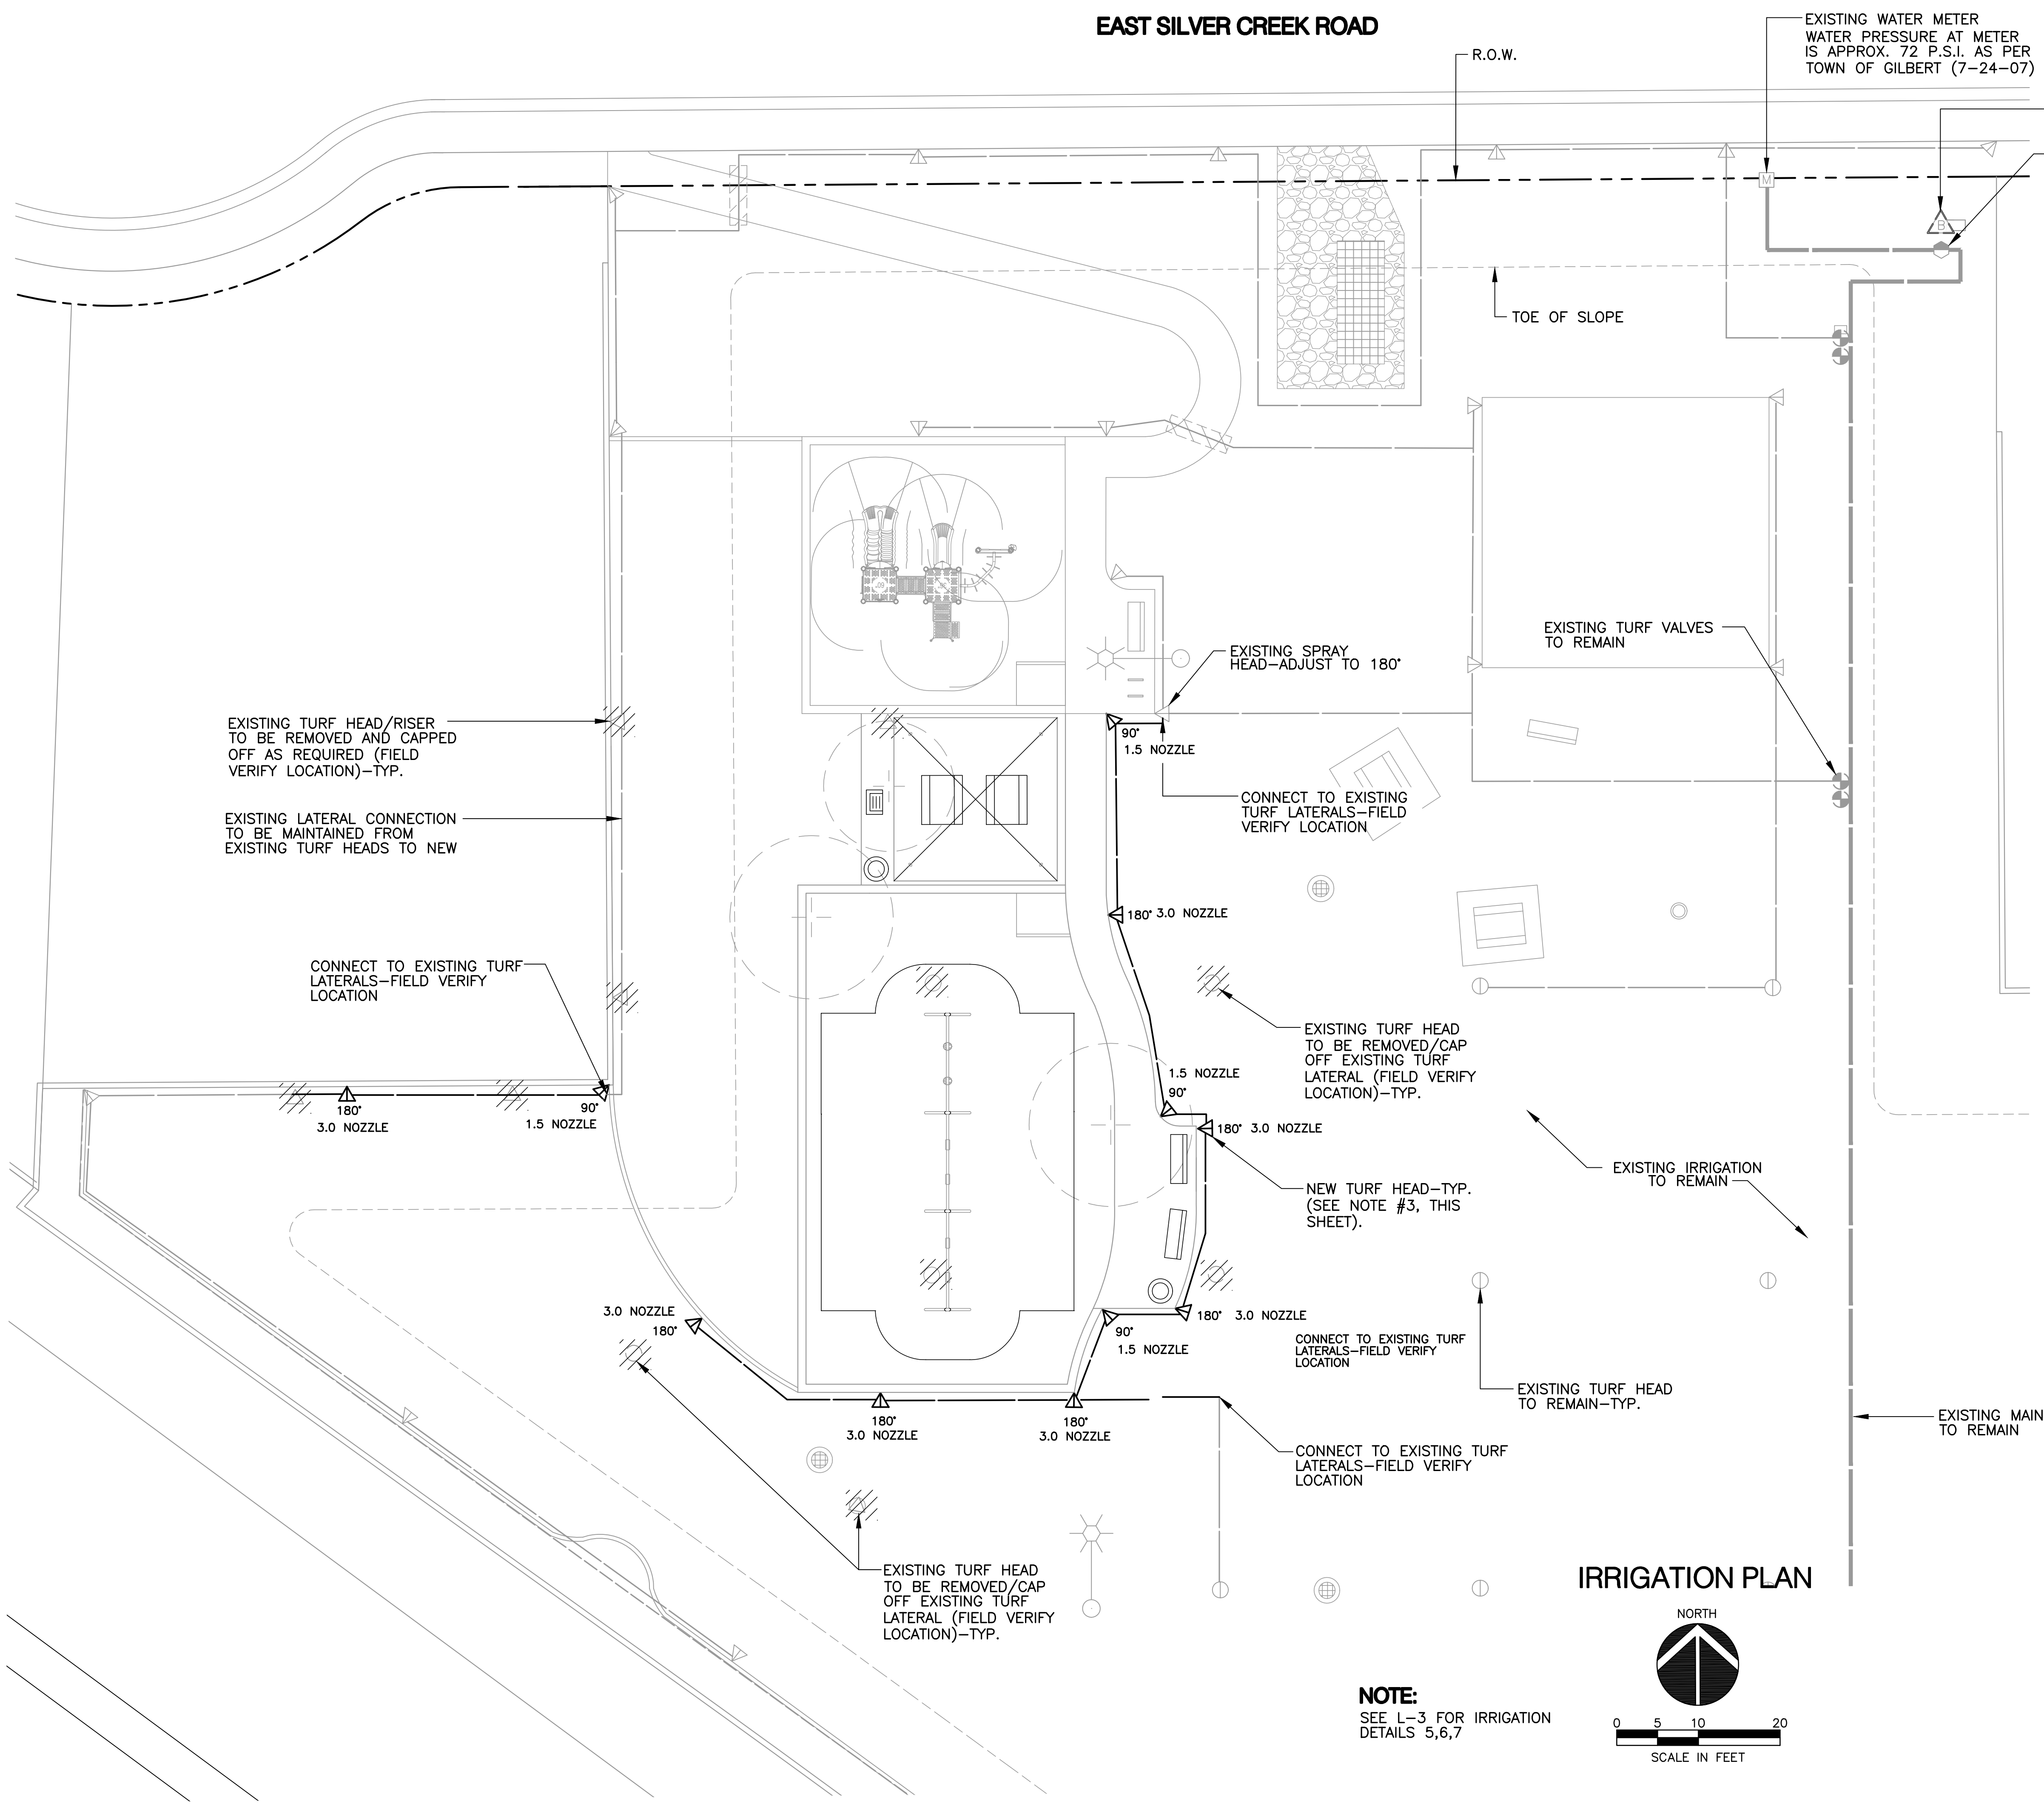 EAST SILVER CREEK ROAD
EXISTING WATER METER
WATER PRESSURE AT METER
IS APPROX. 72 P.S.I. AS PER
TOWN OF GILBERT (7-24-07)
R.O.W.
M
B
TOE OF SLOPE
EXISTING TURF VALVES
TO REMAIN
EXISTING SPRAY
HEAD-ADJUST TO 180°
EXISTING TURF HEAD/RISER
TO BE REMOVED AND CAPPED
OFF AS REQUIRED (FIELD
VERIFY LOCATION)-TYP.
90°
1.5 NOZZLE
CONNECT TO EXISTING
TURF LATERALS-FIELD
VERIFY LOCATION
EXISTING LATERAL CONNECTION
TO BE MAINTAINED FROM
EXISTING TURF HEADS TO NEW
180° 3.0 NOZZLE
CONNECT TO EXISTING TURF
LATERALS-FIELD VERIFY
LOCATION
EXISTING TURF HEAD
TO BE REMOVED/CAP
OFF EXISTING TURF
LATERAL (FIELD VERIFY
LOCATION)-TYP.
1.5 NOZZLE
90°
180°
3.0 NOZZLE
90°
1.5 NOZZLE
180° 3.0 NOZZLE
EXISTING IRRIGATION
TO REMAIN
NEW TURF HEAD-TYP.
(SEE NOTE #3, THIS
SHEET).
3.0 NOZZLE
180°
180° 3.0 NOZZLE
90°
1.5 NOZZLE
CONNECT TO EXISTING TURF
LATERALS-FIELD VERIFY
LOCATION
EXISTING TURF HEAD
TO REMAIN-TYP.
EXISTING MAIN
TO REMAIN
180°
3.0 NOZZLE
180°
3.0 NOZZLE
CONNECT TO EXISTING TURF
LATERALS-FIELD VERIFY
LOCATION
EXISTING TURF HEAD
TO BE REMOVED/CAP
OFF EXISTING TURF
LATERAL (FIELD VERIFY
LOCATION)-TYP.
IRRIGATION PLAN
NORTH
NOTE:
SEE L-3 FOR IRRIGATION
DETAILS 5,6,7
0 5 10 20
SCALE IN FEET